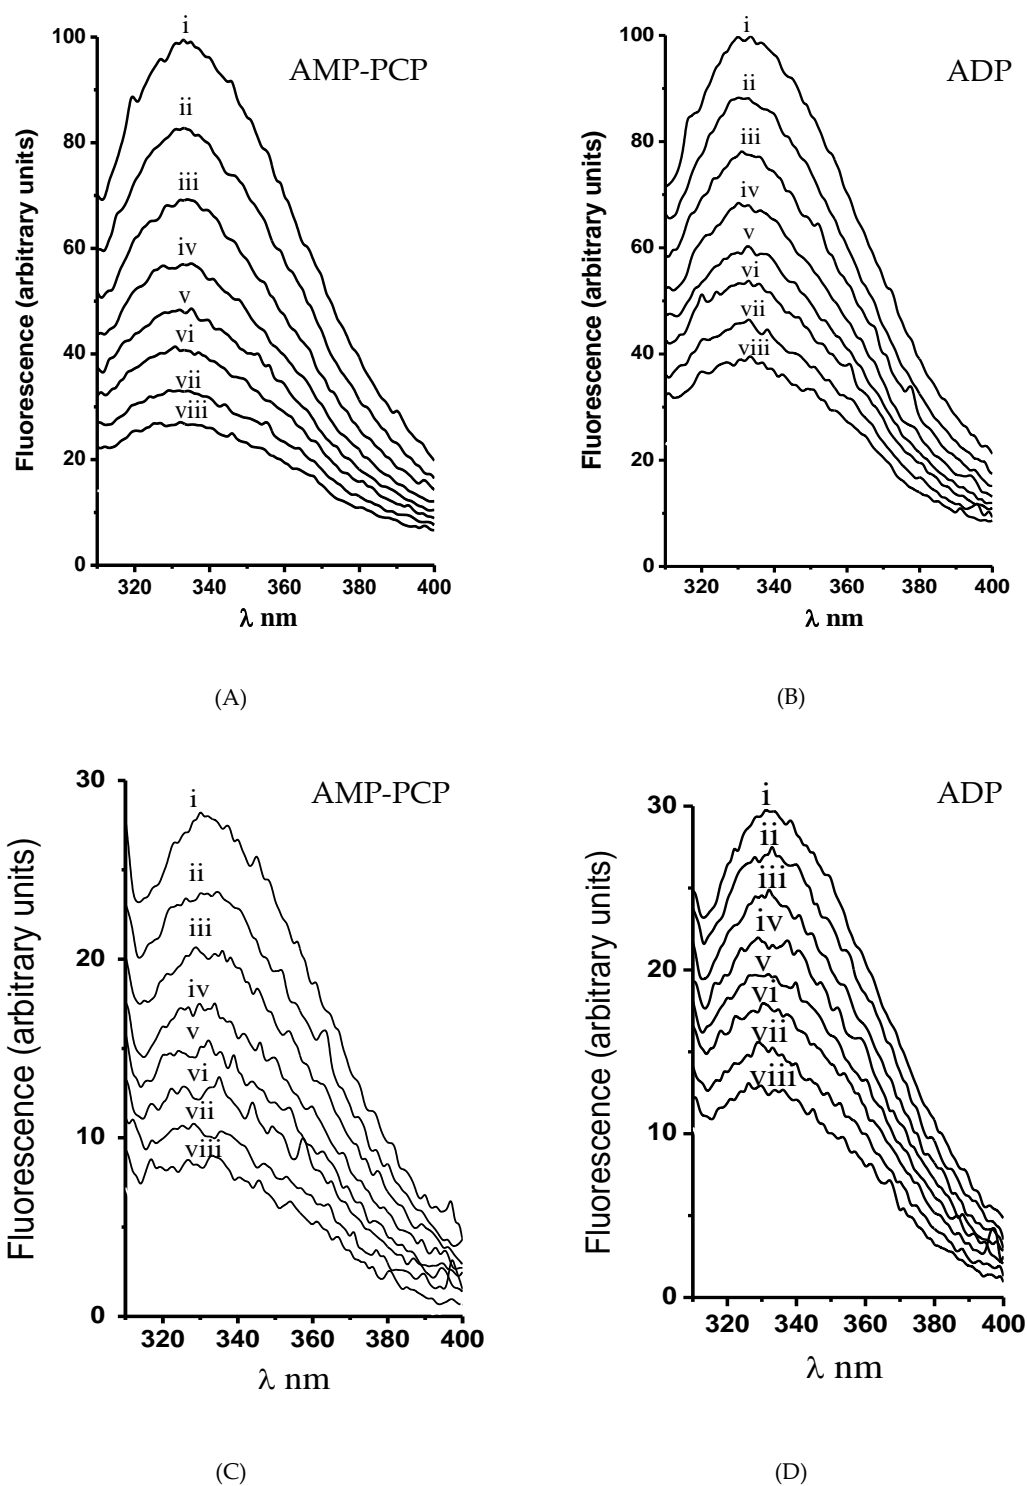 AMP-PCP
Fluorescence (arbitrary units)
100
80
60
40
20
0
i
ii
iii
iv
v
vi
vii
viii
320 340 360 380 400
λ nm
(A)
ADP
Fluorescence (arbitrary units)
100
80
60
40
20
0
i
ii
iii
iv
v
vi
vii
viii
320 340 360 380 400
λ nm
(B)
AMP-PCP
Fluorescence (arbitrary units)
30
20
10
0
i
ii
iii
iv
v
vi
vii
viii
320 340 360 380 400
λ nm
(C)
ADP
Fluorescence (arbitrary units)
30
20
10
0
i
ii
iii
iv
v
vi
vii
viii
320 340 360 380 400
λ nm
(D)